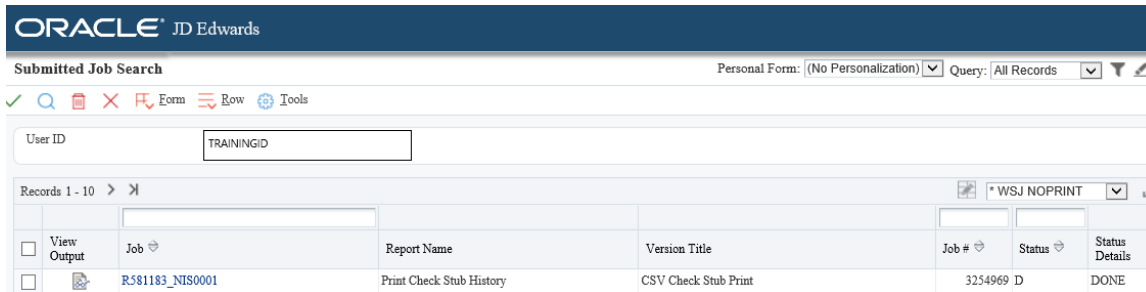 ORACLE® JD Edwards
Submitted Job Search
Personal Form: (No Personalization) Query: All Records
Form Row Tools
User ID TRAININGID
Records 1 - 10 * WSJ NOPRINT
View Output Job Report Name Version Title Job # Status Status Details
R581183_NIS0001 Print Check Stub History CSV Check Stub Print 3254969 D DONE